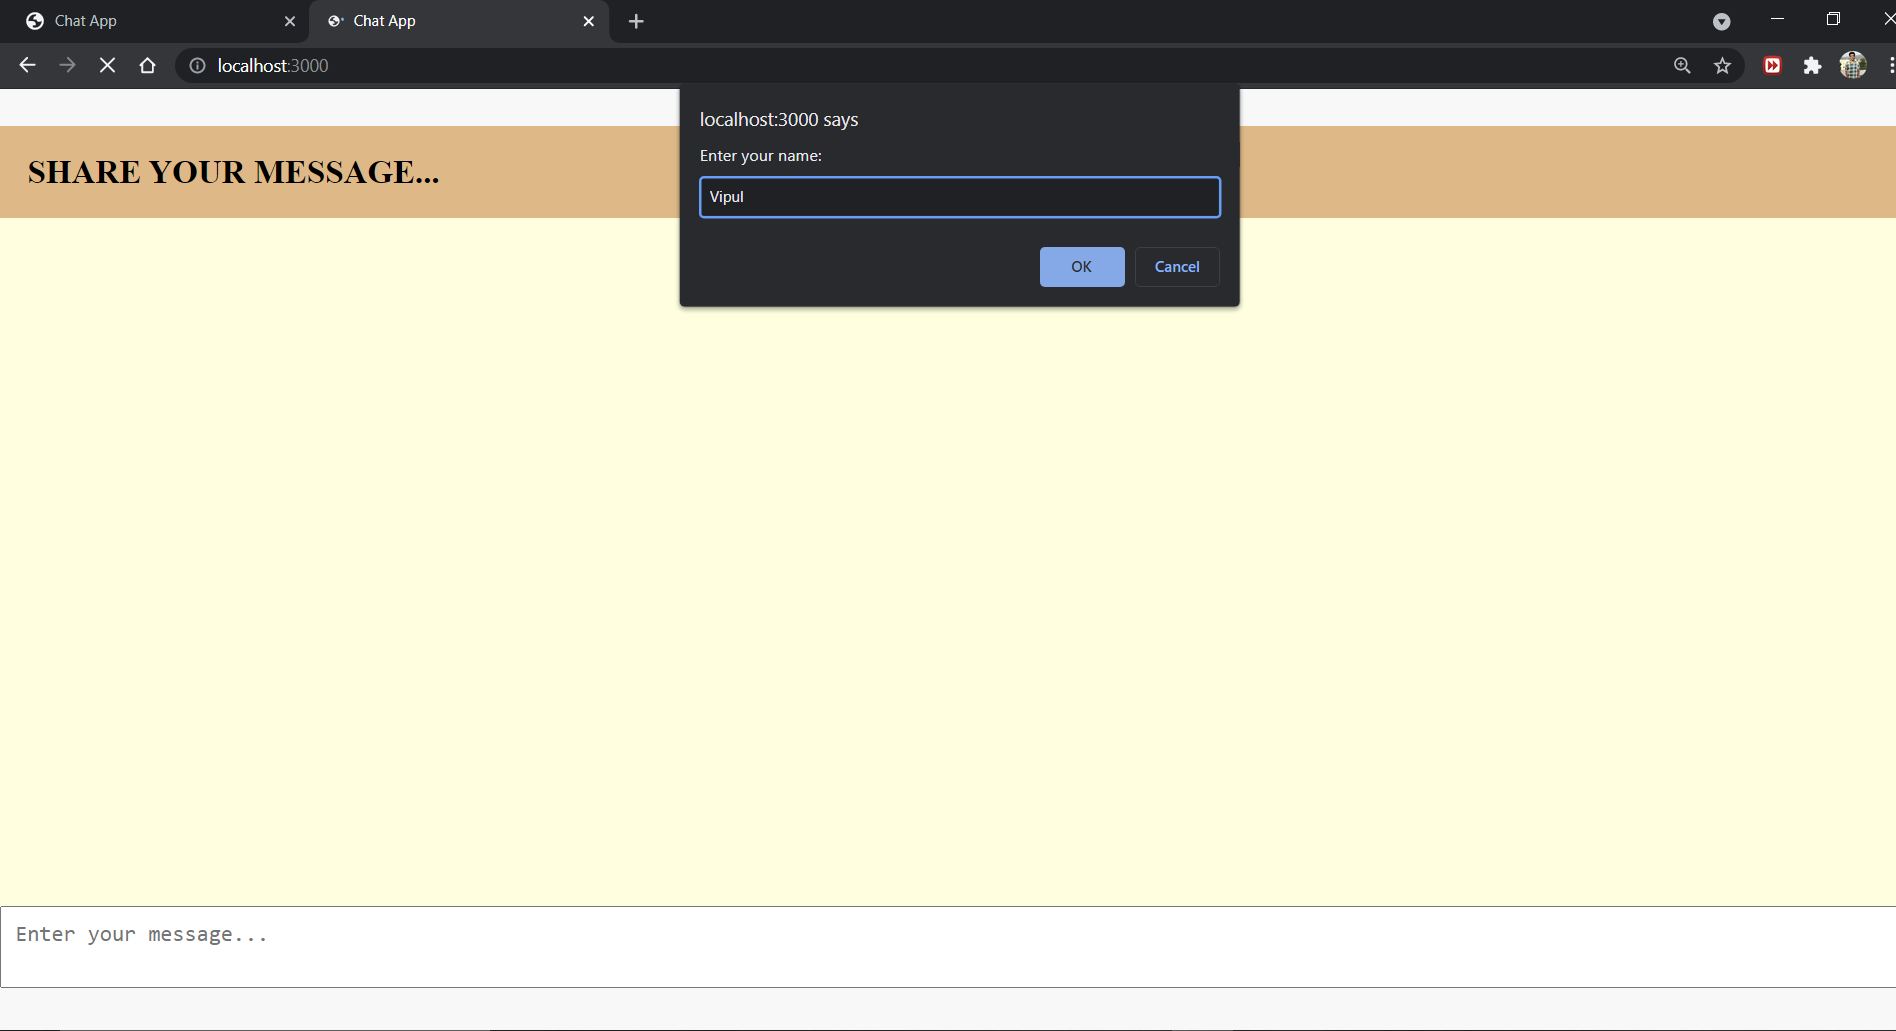 Chat App
Chat App
localhost:3000
localhost:3000 says
Enter your name:
Vipul
OK
Cancel
SHARE YOUR MESSAGE...
Enter your message...